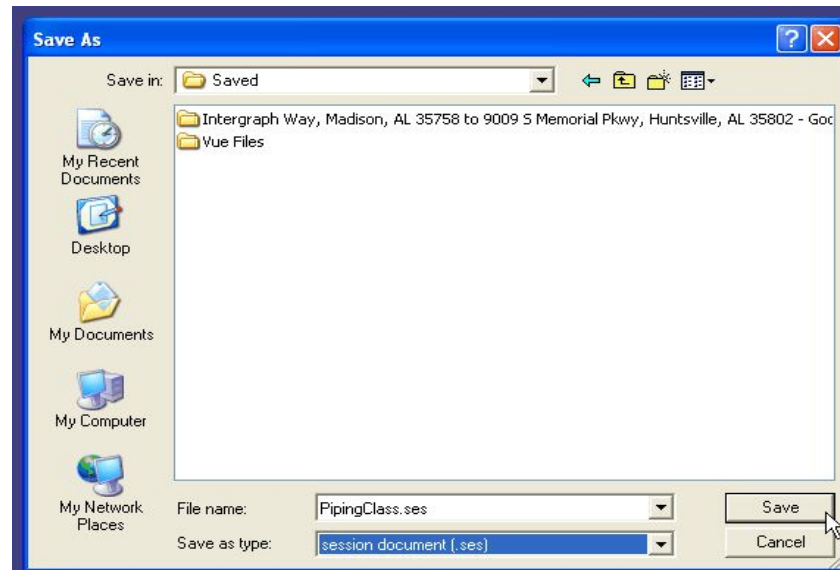 Save As
Save in: Saved
Intergraph Way, Madison, AL 35758 to 9009 S Memorial Pkwy, Huntsville, AL 35802 - Goo
Vue Files
My Recent
Documents
Desktop
My Documents
My Computer
My Network
Places
File name: PipingClass.ses Save
Save as type: session document (.ses) Cancel